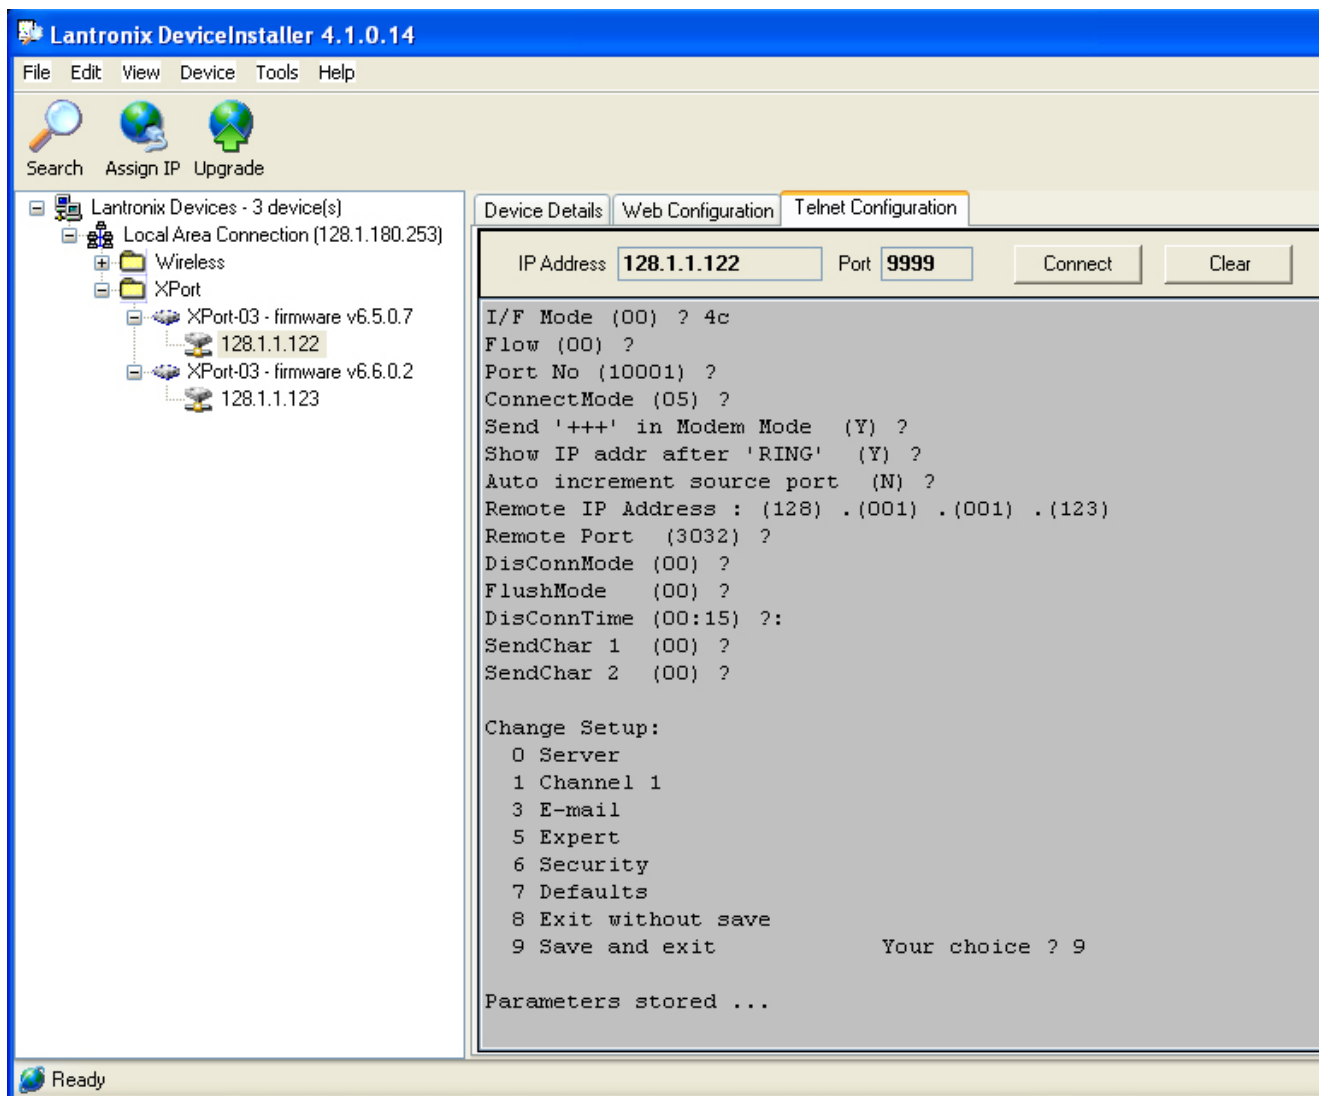 Lantronix DeviceInstaller 4.1.0.14
File Edit View Device Tools Help
Search Assign IP Upgrade
Lantronix Devices - 3 device(s)
Local Area Connection (128.1.180.253)
Wireless
XPort
XPort-03 - firmware v6.5.0.7
128.1.1.122
XPort-03 - firmware v6.6.0.2
128.1.1.123
Device Details Web Configuration Telnet Configuration
IP Address 128.1.1.122 Port 9999 Connect Clear
I/F Mode (00) ? 4c
Flow (00) ?
Port No (10001) ?
ConnectMode (05) ?
Send '+++' in Modem Mode  (Y) ?
Show IP addr after 'RING'  (Y) ?
Auto increment source port  (N) ?
Remote IP Address : (128) .(001) .(001) .(123)
Remote Port  (3032) ?
DisConnMode (00) ?
FlushMode   (00) ?
DisConnTime (00:15) ?:
SendChar 1  (00) ?
SendChar 2  (00) ?
Change Setup:
0 Server
1 Channel 1
3 E-mail
5 Expert
6 Security
7 Defaults
8 Exit without save
9 Save and exit            Your choice ? 9
Parameters stored ...
Ready